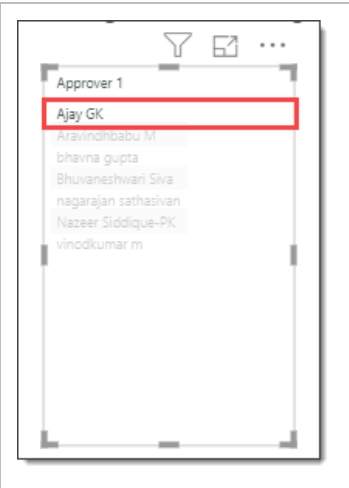 Approver 1
Ajay GK
Aravindhbabu M
bhavna gupta
Bhuvaneshwari Siva
nagarajan sathasivan
Nazeer Siddique-PK
vinodkumar m